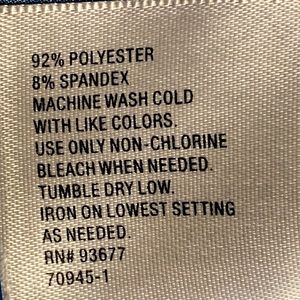 92% POLYESTER
8% SPANDEX
MACHINE WASH COLD
WITH LIKE COLORS.
USE ONLY NON-CHLORINE
BLEACH WHEN NEEDED.
TUMBLE DRY LOW.
IRON ON LOWEST SETTING
AS NEEDED.
RN# 93677
70945-1